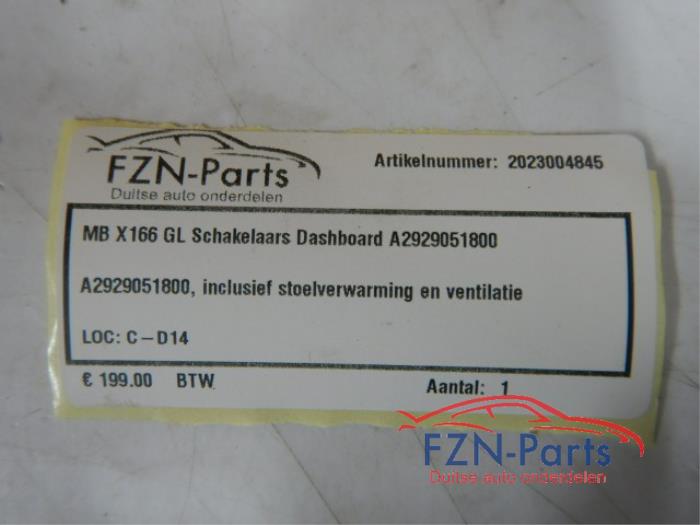 FZN-Parts
Duitse auto onderdelen
Artikelnummer: 2023004845
MB X166 GL Schakelaars Dashboard A2929051800
A2929051800, inclusief stoelverwarming en ventilatie
LOC: C-D14
€ 199.00 BTW
Aantal: 1
FZN-Parts
Duitse auto onderdelen